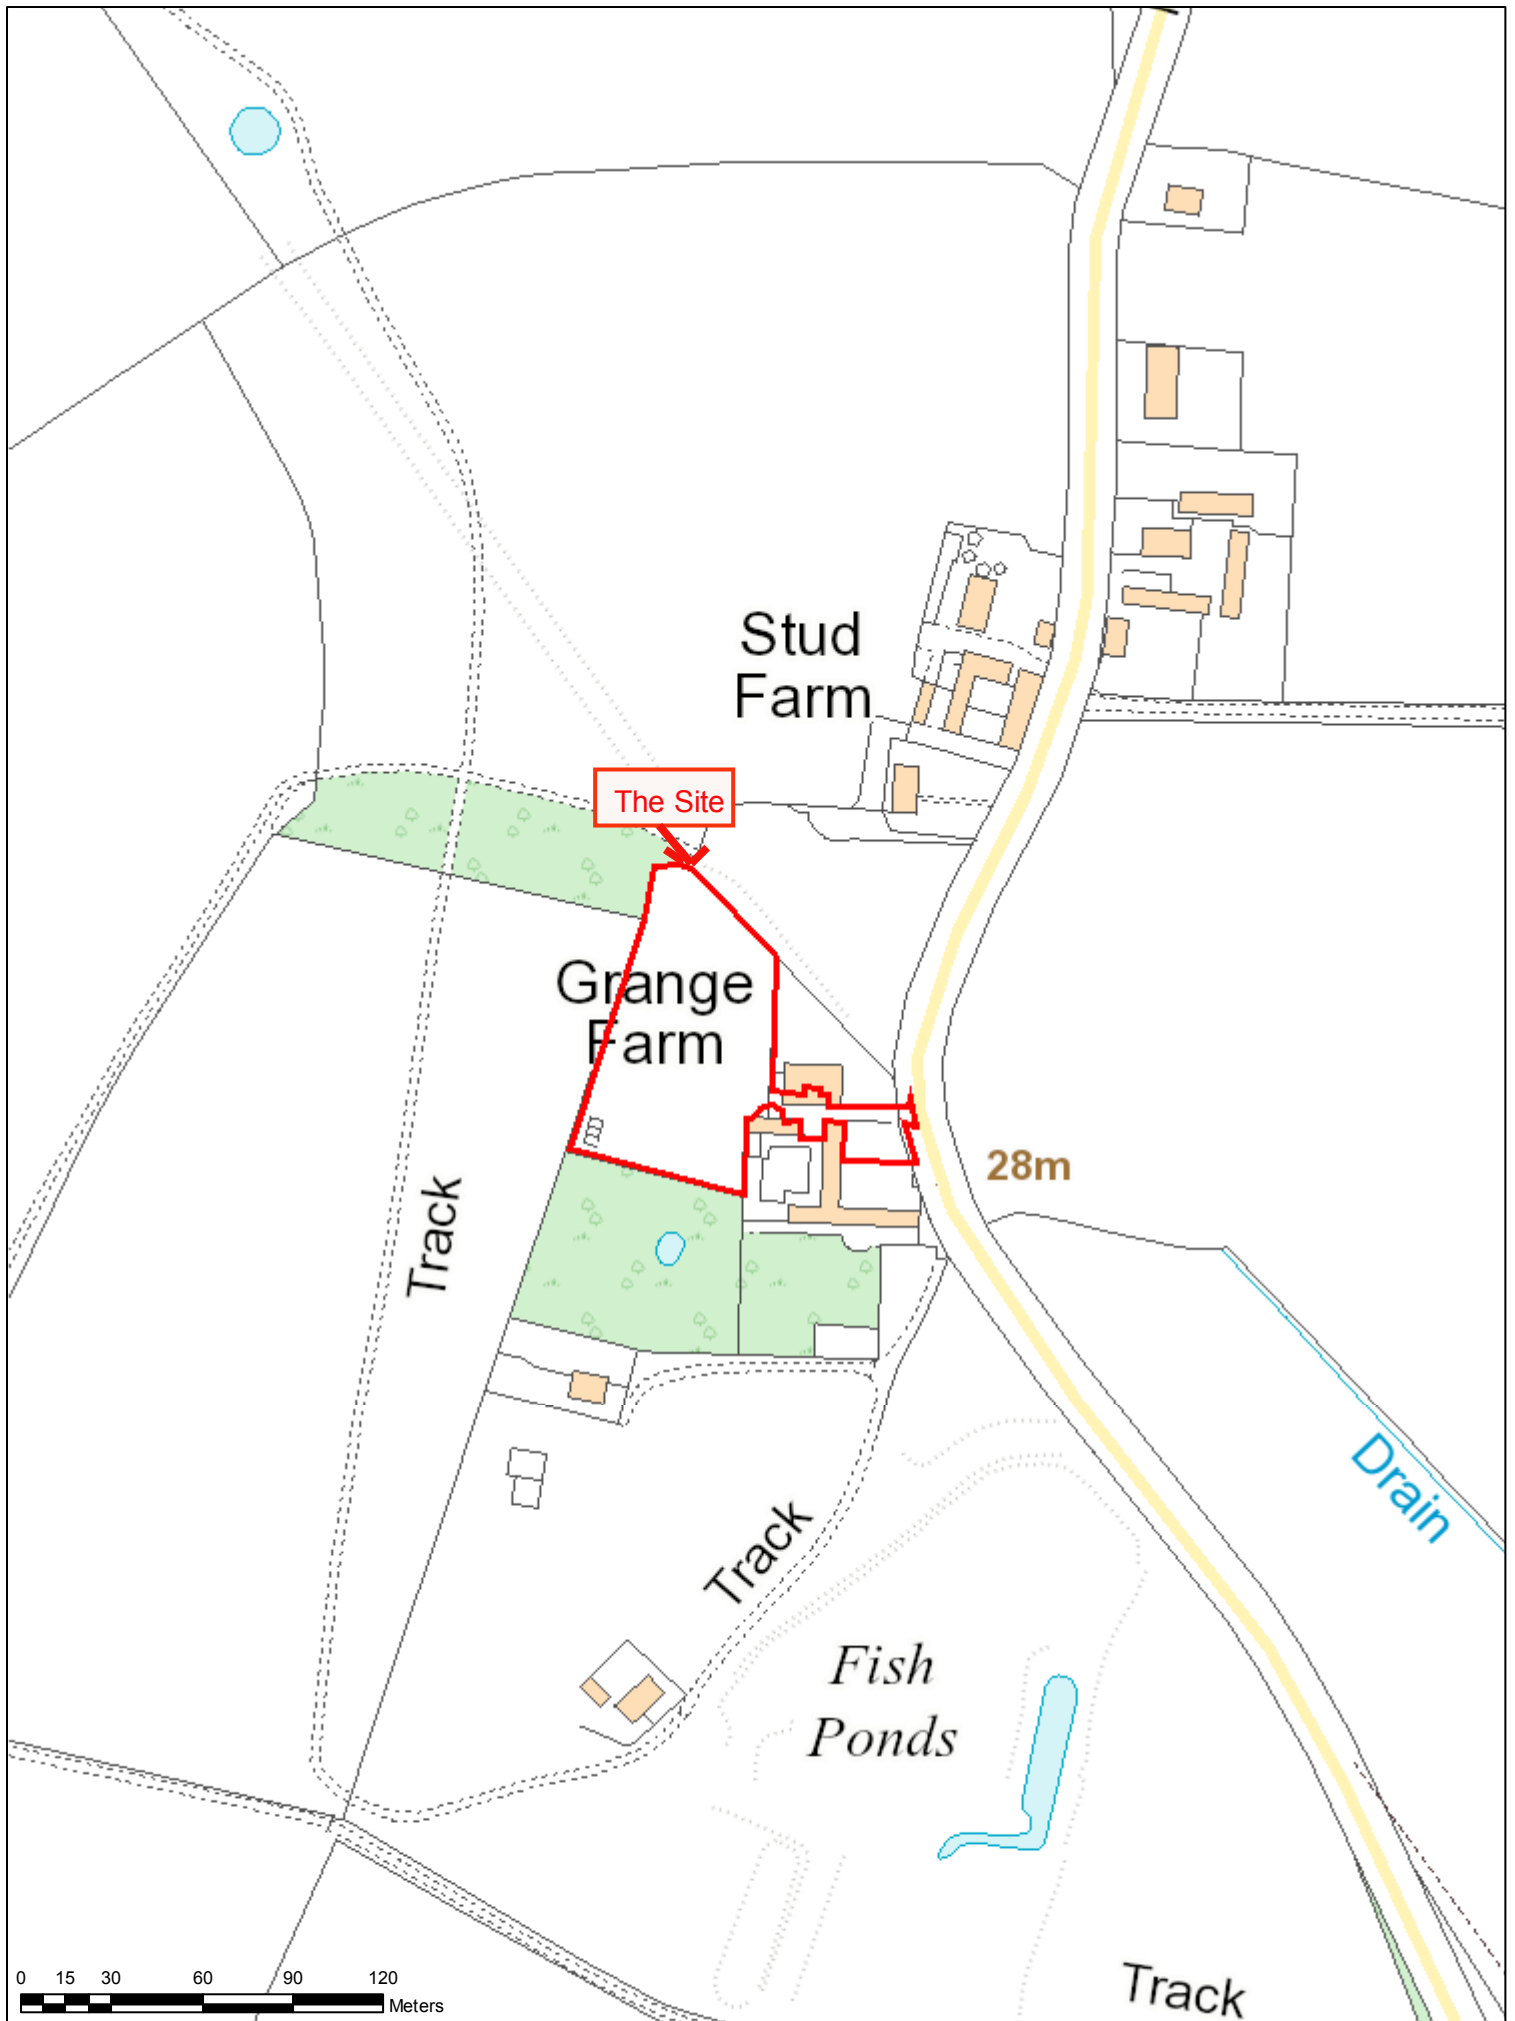 Stud
Farm
The Site
Grange
Farm
28m
Track
Drain
Track
Fish
Ponds
Track
0 15 30 60 90 120
Meters